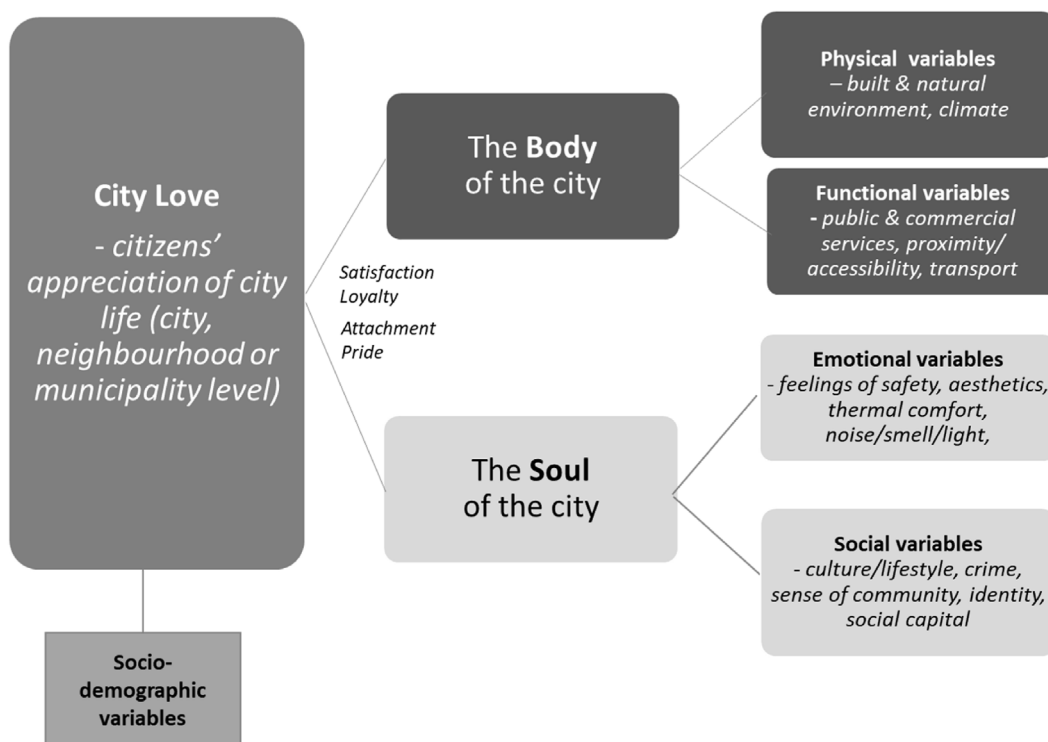 City Love
- citizens’
appreciation of city
life (city,
neighbourhood or
municipality level)
Socio-
demographic
variables
Satisfaction
Loyalty
Attachment
Pride
The Body
of the city
The Soul
of the city
Physical variables
– built & natural
environment, climate
Functional variables
- public & commercial
services, proximity/
accessibility, transport
Emotional variables
- feelings of safety, aesthetics,
thermal comfort,
noise/smell/light,
Social variables
- culture/lifestyle, crime,
sense of community, identity,
social capital